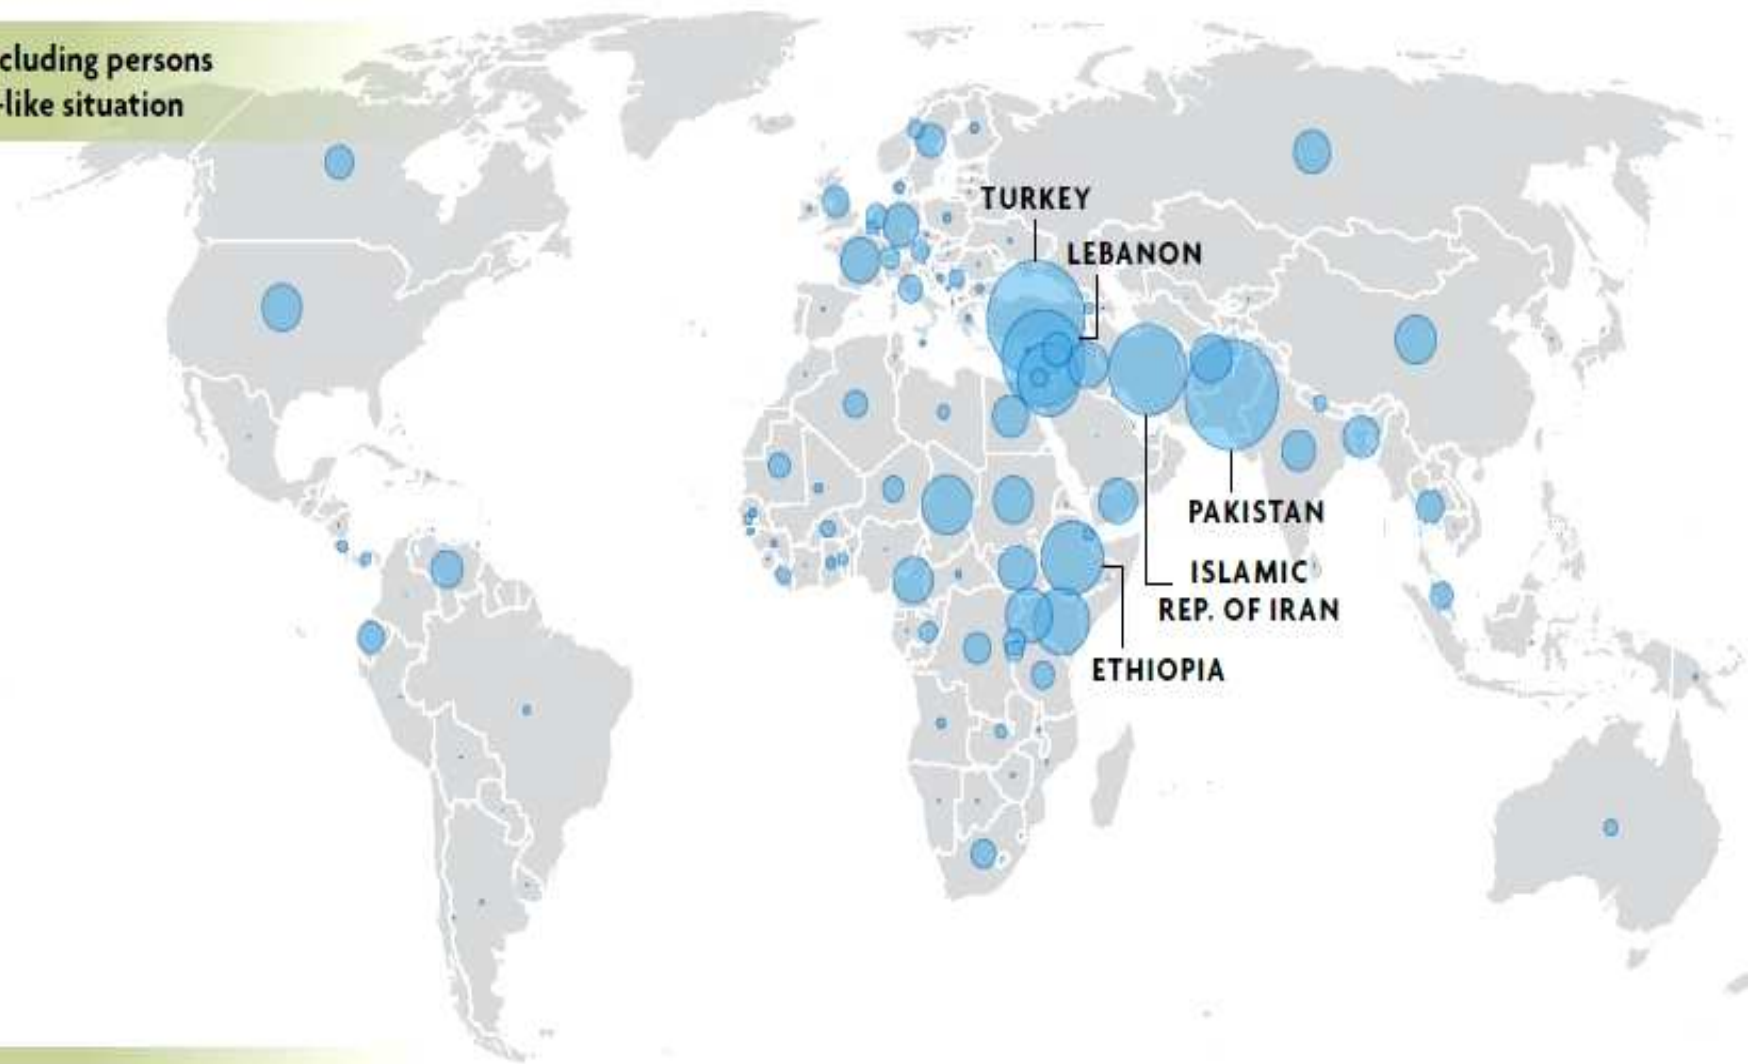 cluding persons
-like situation
TURKEY
LEBANON
PAKISTAN
ISLAMIC
REP. OF IRAN
ETHIOPIA